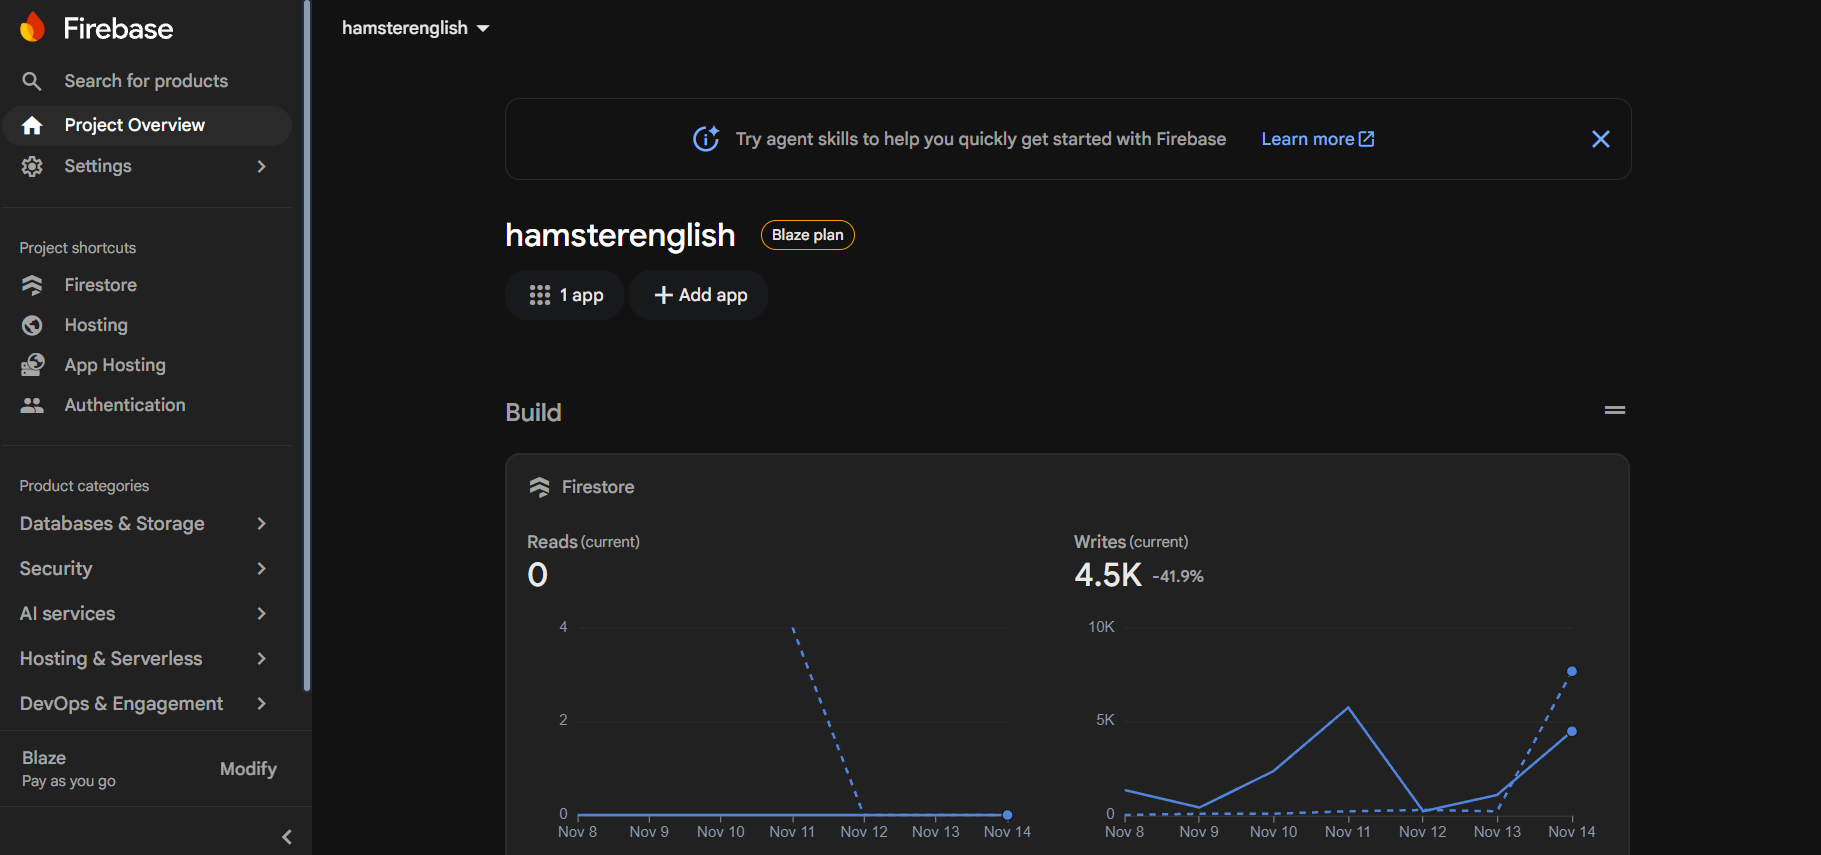 Firebase
Search for products
Project Overview
Settings
Project shortcuts
Firestore
Hosting
App Hosting
Authentication
Product categories
Databases & Storage
Security
AI services
Hosting & Serverless
DevOps & Engagement
Blaze
Pay as you go
Modify
hamsterenglish
Try agent skills to help you quickly get started with Firebase Learn more
hamsterenglish Blaze plan
1 app Add app
Build
Firestore
Reads (current)
0
4
2
0
Nov 8 Nov 9 Nov 10 Nov 11 Nov 12 Nov 13 Nov 14
Writes (current)
4.5K -41.9%
10K
5K
0
Nov 8 Nov 9 Nov 10 Nov 11 Nov 12 Nov 13 Nov 14